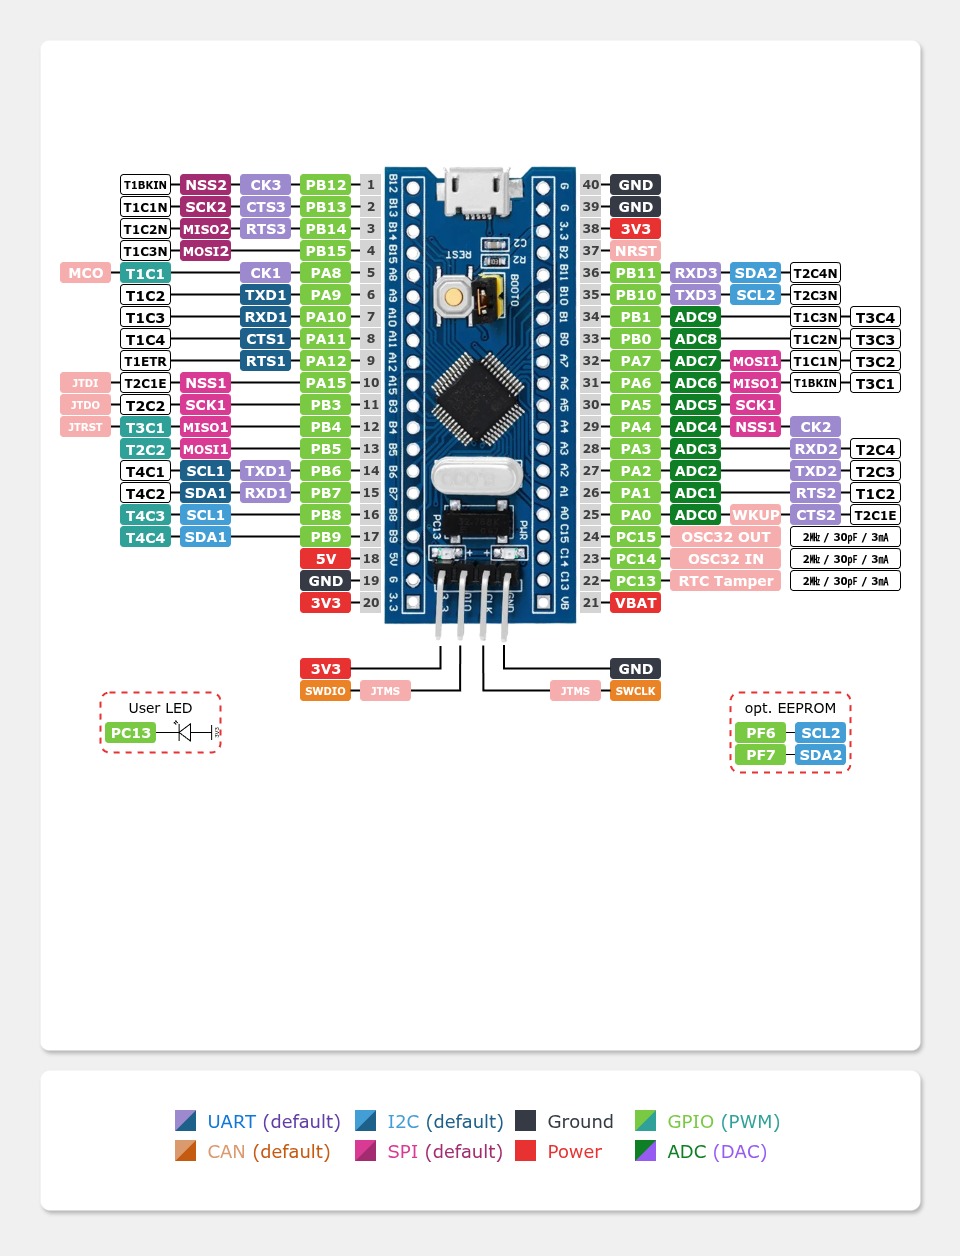 T1BKIN NSS2 CK3 PB12 1 B12 G 40 GND
T1C1N SCK2 CTS3 PB13 2 B13 G 39 GND
T1C2N MISO2 RTS3 PB14 3 B14 3.3 38 3V3
T1C3N MOSI2 PB15 4 B15 B2 37 NRST
MCO T1C1 CK1 PA8 5 A8 B11 36 PB11 RXD3 SDA2 T2C4N
T1C2 TXD1 PA9 6 A9 B10 35 PB10 TXD3 SCL2 T2C3N
T1C3 RXD1 PA10 7 A10 B1 34 PB1 ADC9 T1C3N T3C4
T1C4 CTS1 PA11 8 A11 B0 33 PB0 ADC8 T1C2N T3C3
T1ETR RTS1 PA12 9 A12 A7 32 PA7 ADC7 MOSI1 T1C1N T3C2
JTDI T2C1E NSS1 PA15 10 A15 A6 31 PA6 ADC6 MISO1 T1BKIN T3C1
JTDO T2C2 SCK1 PB3 11 B3 A5 30 PA5 ADC5 SCK1
JTRST T3C1 MISO1 PB4 12 B4 A4 29 PA4 ADC4 NSS1 CK2
T2C2 MOSI1 PB5 13 B5 A3 28 PA3 ADC3 RXD2 T2C4
T4C1 SCL1 TXD1 PB6 14 B6 A2 27 PA2 ADC2 TXD2 T2C3
T4C2 SDA1 RXD1 PB7 15 B7 A1 26 PA1 ADC1 RTS2 T1C2
T4C3 SCL1 PB8 16 B8 A0 25 PA0 ADC0 WKUP CTS2 T2C1E
T4C4 SDA1 PB9 17 B9 C15 24 PC15 OSC32 OUT 2㎒ / 30pF / 3mA
5V 18 5V C14 23 PC14 OSC32 IN 2㎒ / 30pF / 3mA
GND 19 G C13 22 PC13 RTC Tamper 2㎒ / 30pF / 3mA
3V3 20 3.3 VB 21 VBAT
C2
R2
REST
BOOT0
PC13 PWR
+ +
3V3 GND
SWDIO JTMS JTMS SWCLK
User LED
PC13 3V3
opt. EEPROM
PF6 SCL2
PF7 SDA2
UART (default) I2C (default) Ground GPIO (PWM)
CAN (default) SPI (default) Power ADC (DAC)